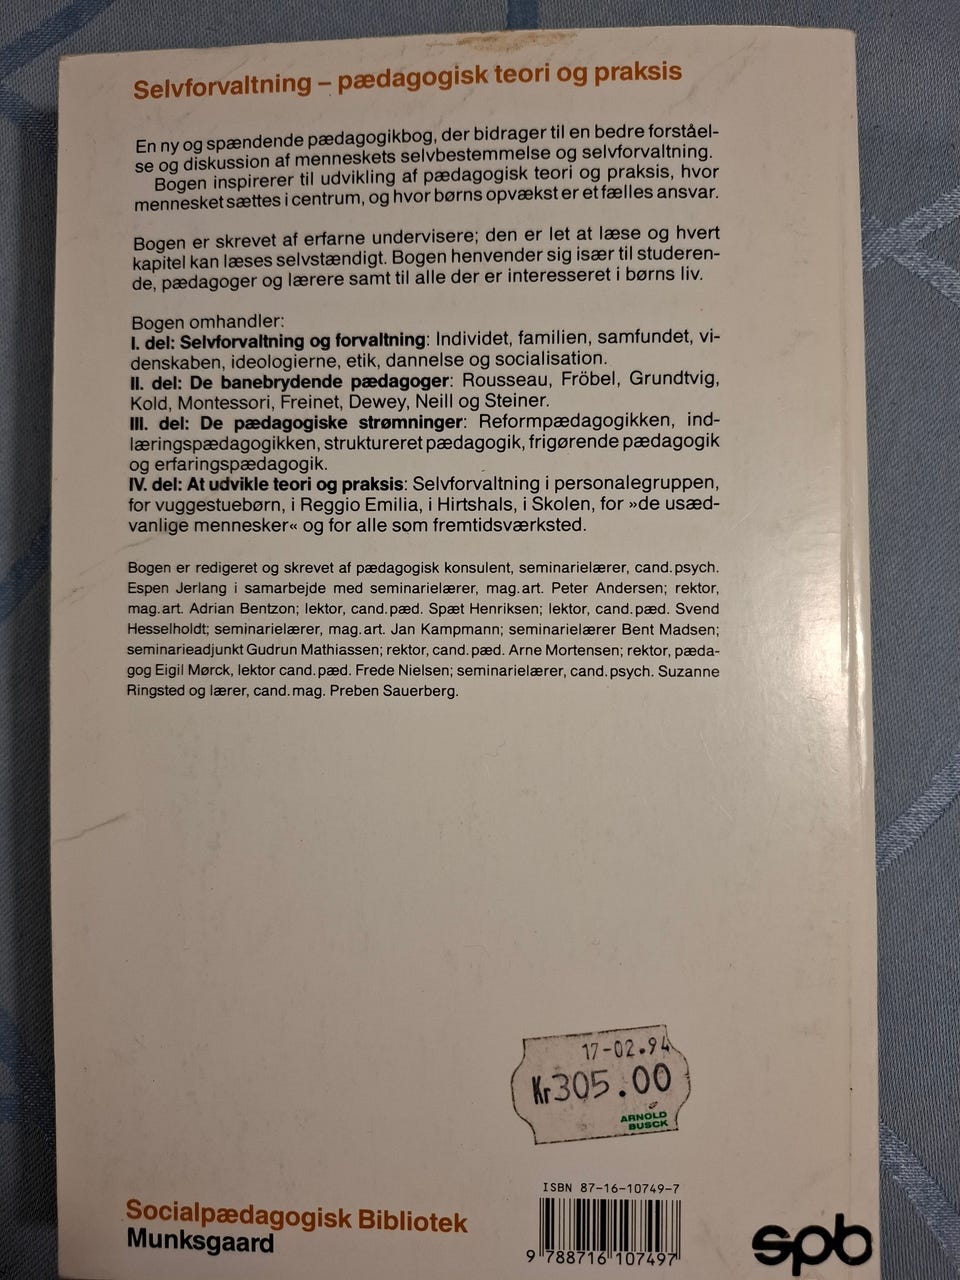 Selvforvaltning – pædagogisk teori og praksis
En ny og spændende pædagogikbog, der bidrager til en bedre forståel-
se og diskussion af menneskets selvbestemmelse og selvforvaltning.
Bogen inspirerer til udvikling af pædagogisk teori og praksis, hvor
mennesket sættes i centrum, og hvor børns opvækst er et fælles ansvar.
Bogen er skrevet af erfarne undervisere; den er let at læse og hvert
kapitel kan læses selvstændigt. Bogen henvender sig især til studeren-
de, pædagoger og lærere samt til alle der er interesseret i børns liv.
Bogen omhandler:
I. del: Selvforvaltning og forvaltning: Individet, familien, samfundet, vi-
denskaben, ideologierne, etik, dannelse og socialisation.
II. del: De banebrydende pædagoger: Rousseau, Fröbel, Grundtvig,
Kold, Montessori, Freinet, Dewey, Neill og Steiner.
III. del: De pædagogiske strømninger: Reformpædagogikken, ind-
læringspædagogikken, struktureret pædagogik, frigørende pædagogik
og erfaringspædagogik.
IV. del: At udvikle teori og praksis: Selvforvaltning i personalegruppen,
for vuggestuebørn, i Reggio Emilia, i Hirtshals, i Skolen, for »de usæd-
vanlige mennesker« og for alle som fremtidsværksted.
Bogen er redigeret og skrevet af pædagogisk konsulent, seminarielærer, cand.psych.
Espen Jerlang i samarbejde med seminarielærer, mag.art. Peter Andersen; rektor,
mag.art. Adrian Bentzon; lektor, cand.pæd. Spæt Henriksen; lektor, cand.pæd. Svend
Hesselholdt; seminarielærer, mag.art. Jan Kampmann; seminarielærer Bent Madsen;
seminarieadjunkt Gudrun Mathiassen; rektor, cand.pæd. Arne Mortensen; rektor, pæda-
gog Eigil Mørck, lektor cand.pæd. Frede Nielsen; seminarielærer, cand.psych. Suzanne
Ringsted og lærer, cand.mag. Preben Sauerberg.
17-02.94
Kr305.00
ARNOLD
BUSCK
ISBN 87-16-10749-7
9 788716 107497
Socialpædagogisk Bibliotek
Munksgaard
spb